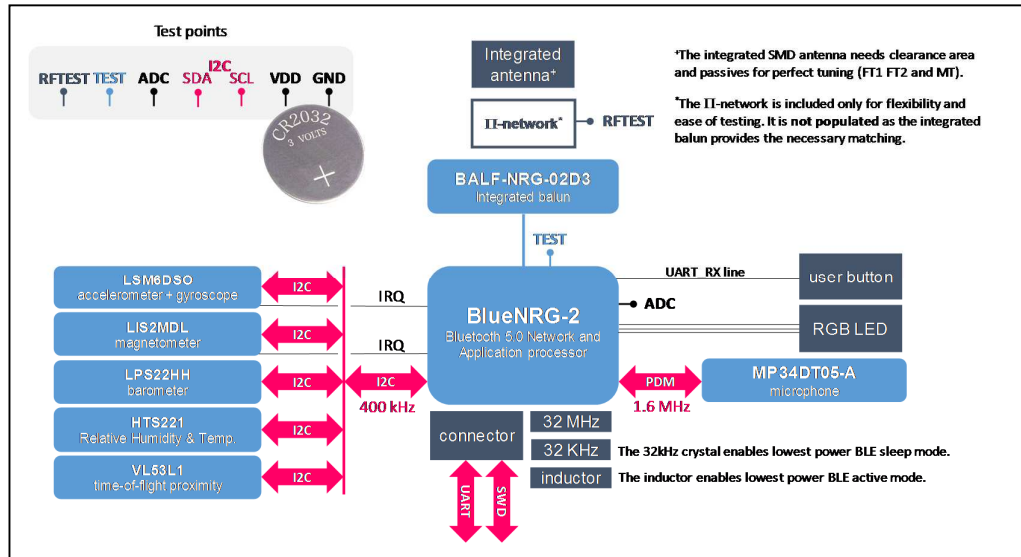 Test points
I2C
RFTEST TEST ADC SDA SCL VDD GND
CR2032
3 VOLTS
+
Integrated
antenna⁺
Π-network*
RFTEST
⁺The integrated SMD antenna needs clearance area
and passives for perfect tuning (FT1 FT2 and MT).
*The Π-network is included only for flexibility and
ease of testing. It is not populated as the integrated
balun provides the necessary matching.
BALF-NRG-02D3
Integrated balun
TEST
LSM6DSO
accelerometer + gyroscope
I2C
LIS2MDL
magnetometer
I2C
LPS22HH
barometer
I2C
HTS221
Relative Humidity & Temp.
I2C
VL53L1
time-of-flight proximity
I2C
IRQ
IRQ
I2C
400 kHz
BlueNRG-2
Bluetooth 5.0 Network and
Application processor
UART RX line
user button
ADC
RGB LED
PDM
1.6 MHz
MP34DT05-A
microphone
connector
UART
SWD
32 MHz
32 KHz
The 32kHz crystal enables lowest power BLE sleep mode.
inductor
The inductor enables lowest power BLE active mode.